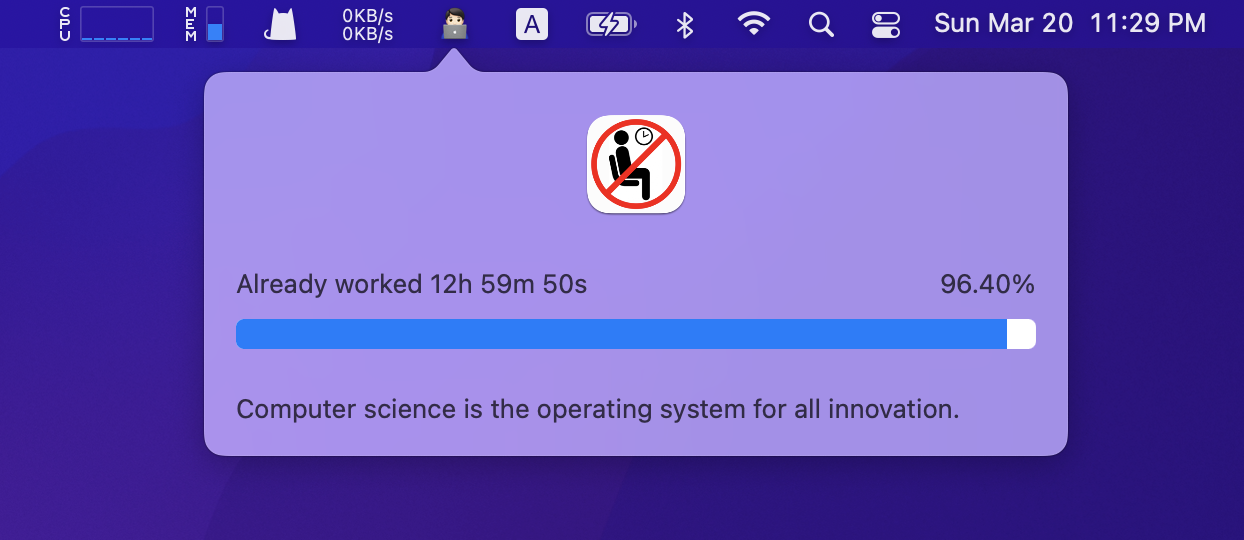 CPU MEM 0KB/s A Sun Mar 20 11:29 PM
0KB/s
Already worked 12h 59m 50s 96.40%
Computer science is the operating system for all innovation.